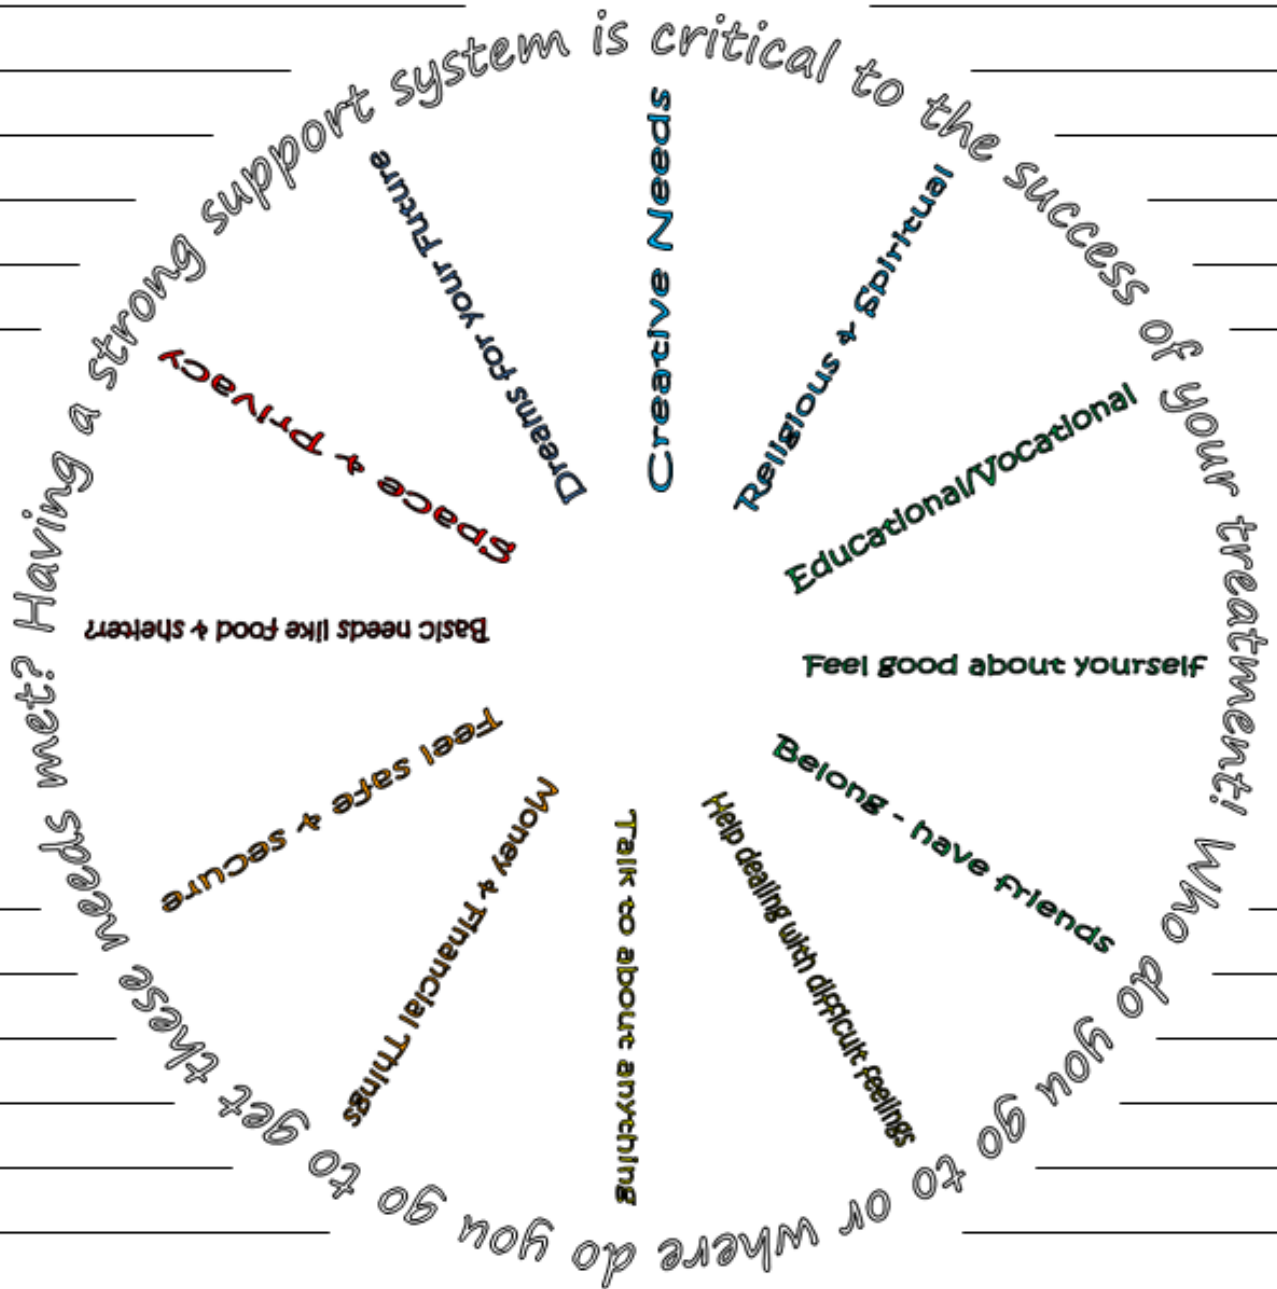 Having a strong support system is critical to the success of your treatment! Who do you go to or where do you go to get these needs met?
Creative Needs
Religious & Spiritual
Educational/Vocational
Feel good about yourself
Belong - have friends
Help dealing with difficult feelings
Talk to about anything
Money & Financial Things
Feel safe & secure
Basic needs like food & shelter?
Space & Privacy
Dreams for your Future